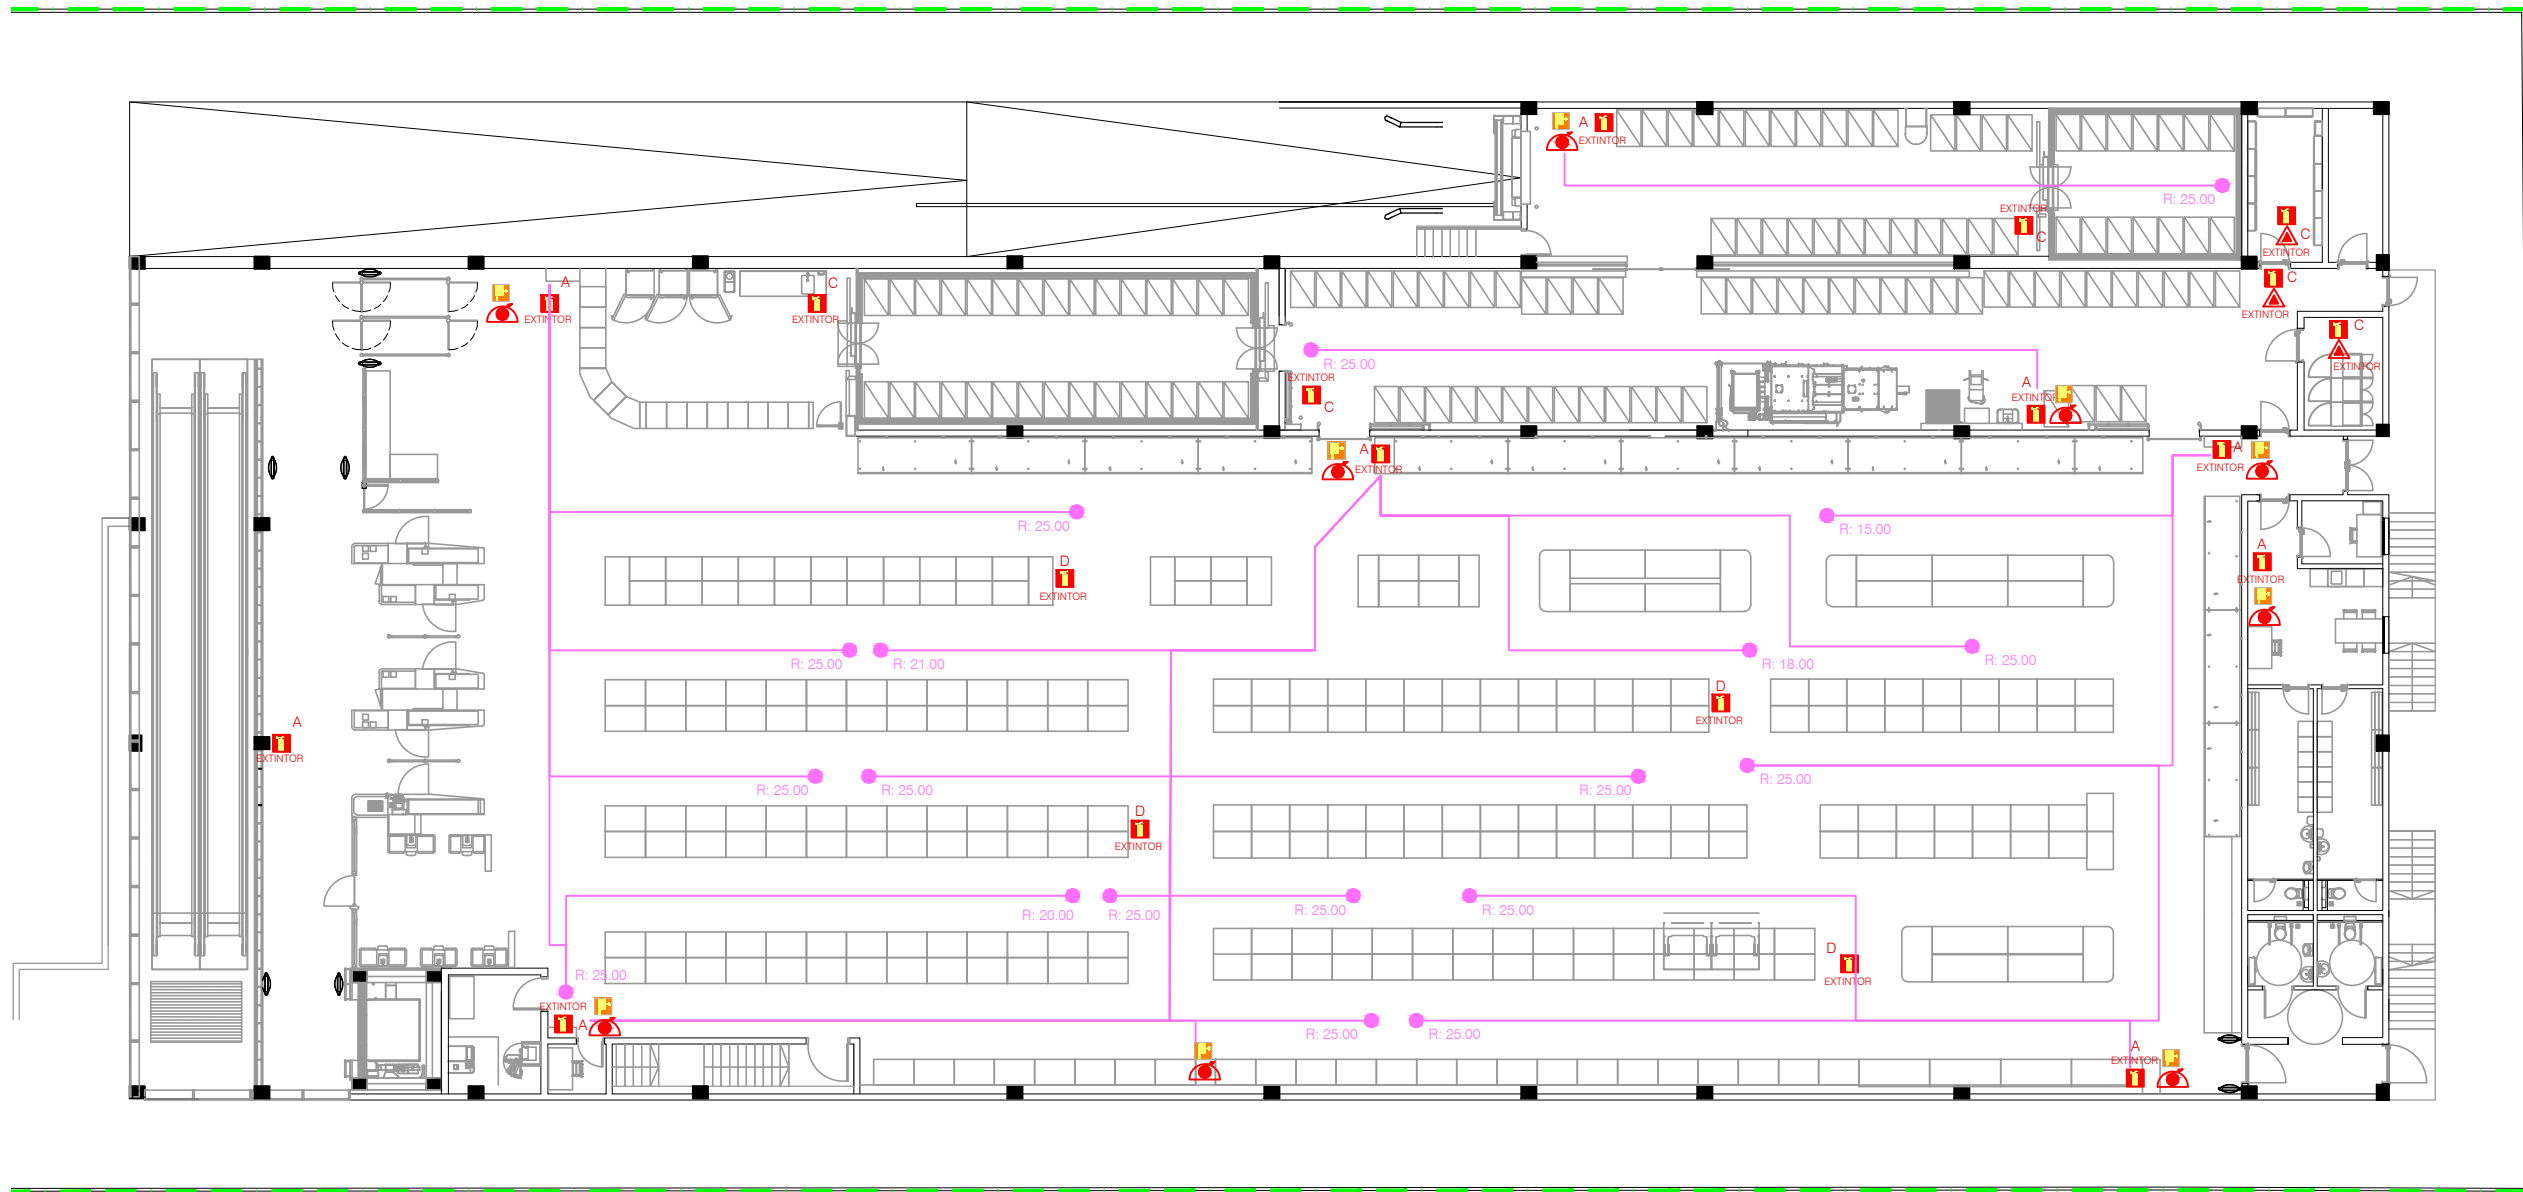 A
EXTINTOR
R: 25.00
EXTINTOR
C
C
EXTINTOR
A
EXTINTOR
C
EXTINTOR
C
EXTINTOR
C
EXTINTOR
R: 25.00
EXTINTOR
C
A
EXTINTOR
A
EXTINTOR
A
EXTINTOR
R: 25.00
R: 15.00
A
EXTINTOR
D
EXTINTOR
R: 25.00
R: 21.00
R: 18.00
R: 25.00
D
EXTINTOR
A
EXTINTOR
R: 25.00
R: 25.00
R: 25.00
R: 25.00
D
EXTINTOR
R: 20.00
R: 25.00
R: 25.00
R: 25.00
D
EXTINTOR
R: 25.00
EXTINTOR
A
R: 25.00
R: 25.00
A
EXTINTOR